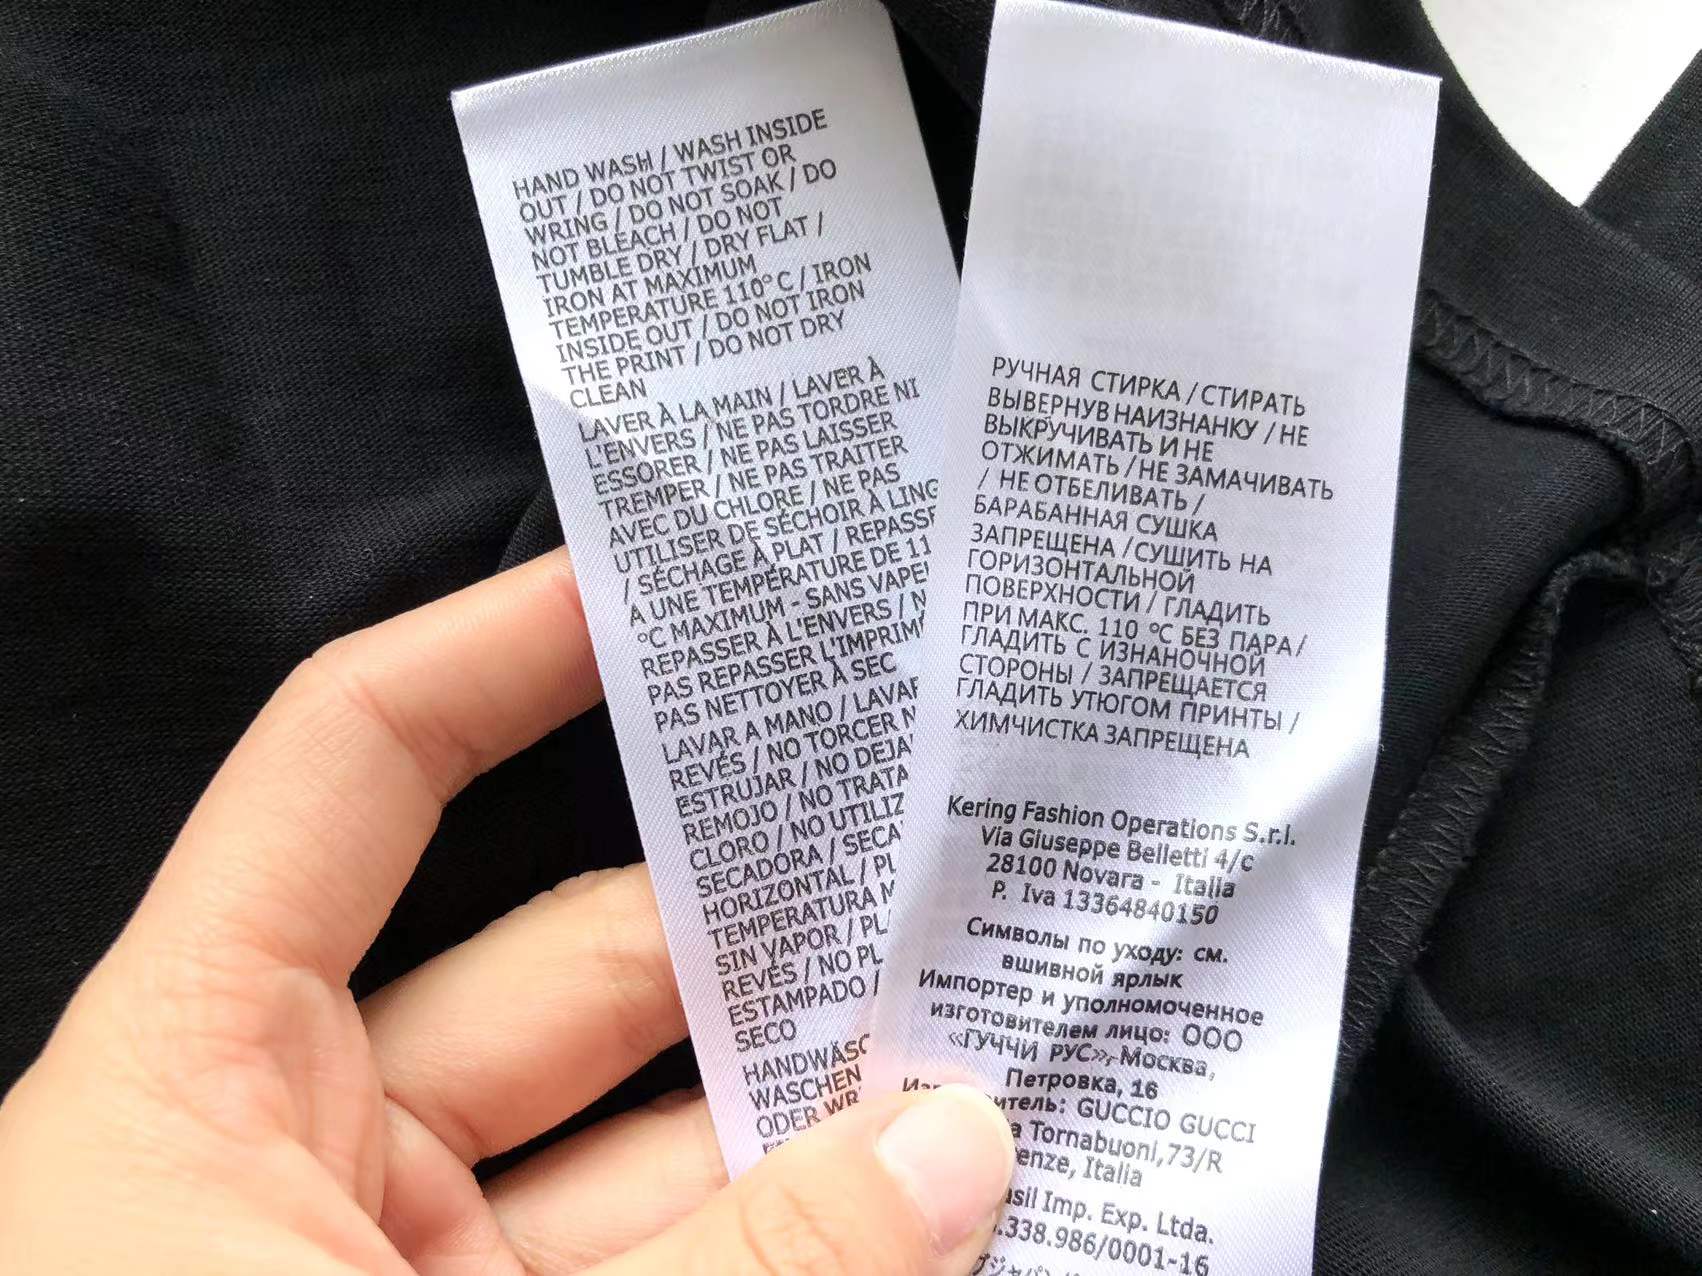 HAND WASH / WASH INSIDE
OUT / DO NOT TWIST OR
WRING / DO NOT SOAK / DO
NOT BLEACH / DO NOT
TUMBLE DRY / DRY FLAT /
IRON AT MAXIMUM
TEMPERATURE 110°C / IRON
INSIDE OUT / DO NOT IRON
THE PRINT / DO NOT DRY
CLEAN
LAVER À LA MAIN / LAVER À
L'ENVERS / NE PAS TORDRE NI
ESSORER / NE PAS LAISSER
TREMPER / NE PAS TRAITER
AVEC DU CHLORE / NE PAS
UTILISER DE SÉCHOIR À LING
/ SÉCHAGE À PLAT / REPASSE
A UNE TEMPÉRATURE DE 11
°C MAXIMUM - SANS VAPE
REPASSER À L'ENVERS / N
PAS REPASSER L'IMPRIM
PAS NETTOYER À SEC
LAVAR A MANO / LAVAR
REVÉS / NO TORCER N
ESTRUJAR / NO DEJA
REMOJO / NO TRATA
CLORO / NO UTILIZ
SECADORA / SECA
HORIZONTAL / PL
TEMPERATURA M
SIN VAPOR / PL
REVÉS / NO PL
ESTAMPADO /
SECO
HANDWÄSC
WASCHEN
ODER WR
РУЧНАЯ СТИРКА / СТИРАТЬ
ВЫВЕРНУВ НАИЗНАНКУ / НЕ
ВЫКРУЧИВАТЬ И НЕ
ОТЖИМАТЬ / НЕ ЗАМАЧИВАТЬ
/ НЕ ОТБЕЛИВАТЬ /
БАРАБАННАЯ СУШКА
ЗАПРЕЩЕНА / СУШИТЬ НА
ГОРИЗОНТАЛЬНОЙ
ПОВЕРХНОСТИ / ГЛАДИТЬ
ПРИ МАКС. 110 °C БЕЗ ПАРА /
ГЛАДИТЬ С ИЗНАНОЧНОЙ
СТОРОНЫ / ЗАПРЕЩАЕТСЯ
ГЛАДИТЬ УТЮГОМ ПРИНТЫ /
ХИМЧИСТКА ЗАПРЕЩЕНА
Kering Fashion Operations S.r.l.
Via Giuseppe Belletti 4/c
28100 Novara - Italia
P. Iva 13364840150
Символы по уходу: см.
вшивной ярлык
Импортер и уполномоченное
изготовителем лицо: ООО
«ГУЧЧИ РУС», Москва,
Петровка, 16
итель: GUCCIO GUCCI
a Tornabuoni,73/R
enze, Italia
sil Imp. Exp. Ltda.
.338.986/0001-16